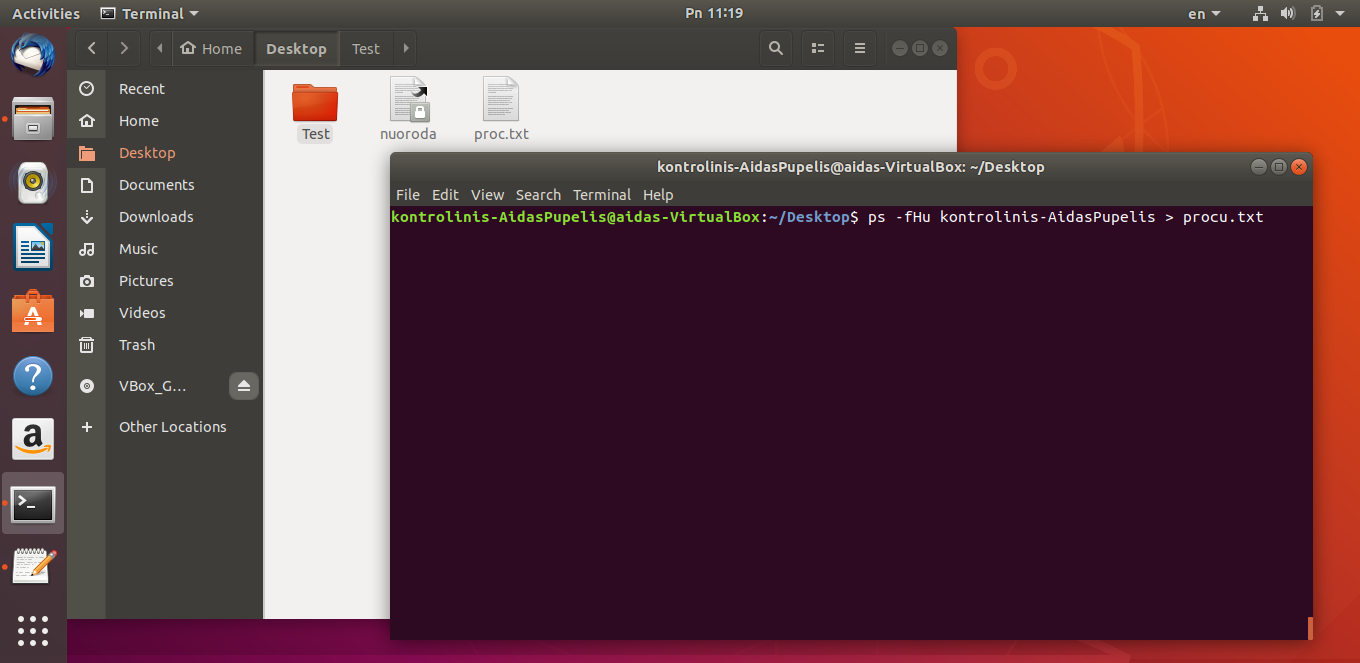 Activities Terminal Pn 11:19 en
Home Desktop Test
Recent
Home
Desktop
Documents
Downloads
Music
Pictures
Videos
Trash
VBox_G…
Other Locations
Test nuoroda proc.txt
kontrolinis-AidasPupelis@aidas-VirtualBox: ~/Desktop
File Edit View Search Terminal Help
kontrolinis-AidasPupelis@aidas-VirtualBox:~/Desktop$ ps -fHu kontrolinis-AidasPupelis > procu.txt